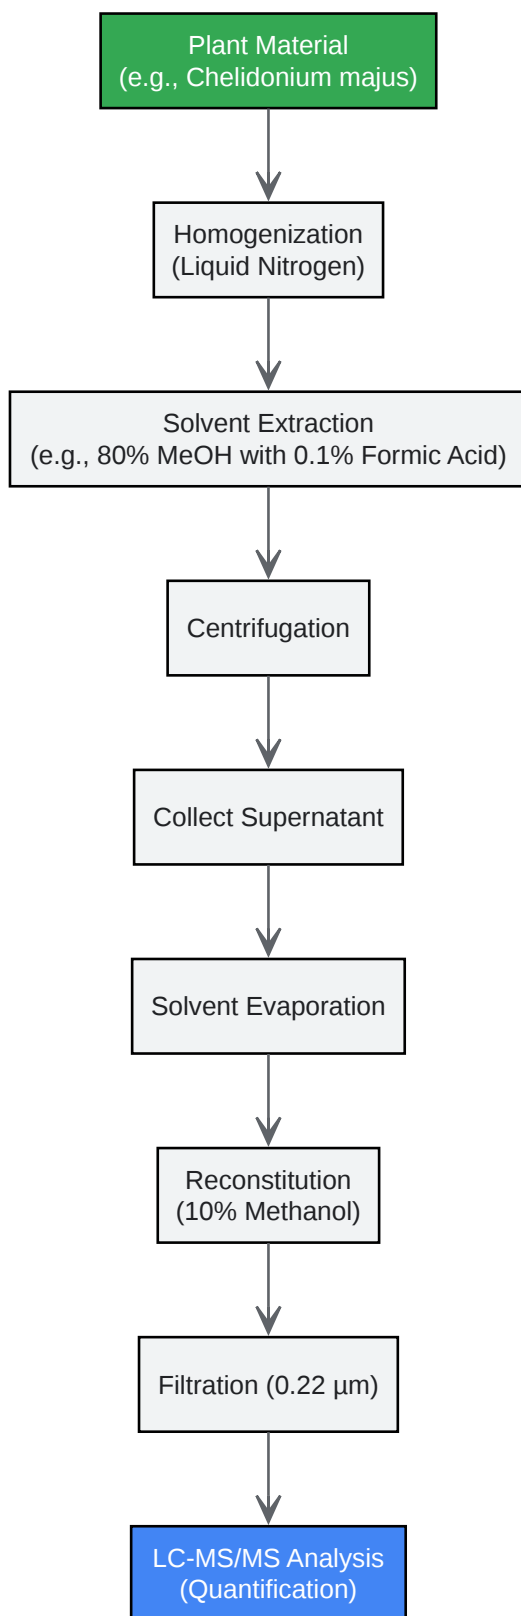 Plant Material
(e.g., Chelidonium majus)
Homogenization
(Liquid Nitrogen)
Solvent Extraction
(e.g., 80% MeOH with 0.1% Formic Acid)
Centrifugation
Collect Supernatant
Solvent Evaporation
Reconstitution
(10% Methanol)
Filtration (0.22 µm)
LC-MS/MS Analysis
(Quantification)